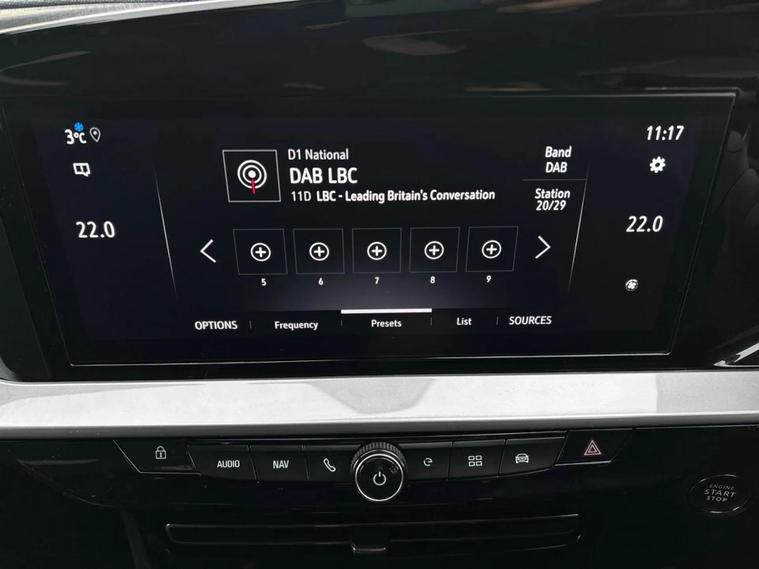 3°C
11:17
D1 National
DAB LBC
11D LBC - Leading Britain's Conversation
Band
DAB
Station
20/29
22.0
22.0
5 6 7 8 9
OPTIONS Frequency Presets List SOURCES
AUDIO NAV
ENGINE
START
STOP